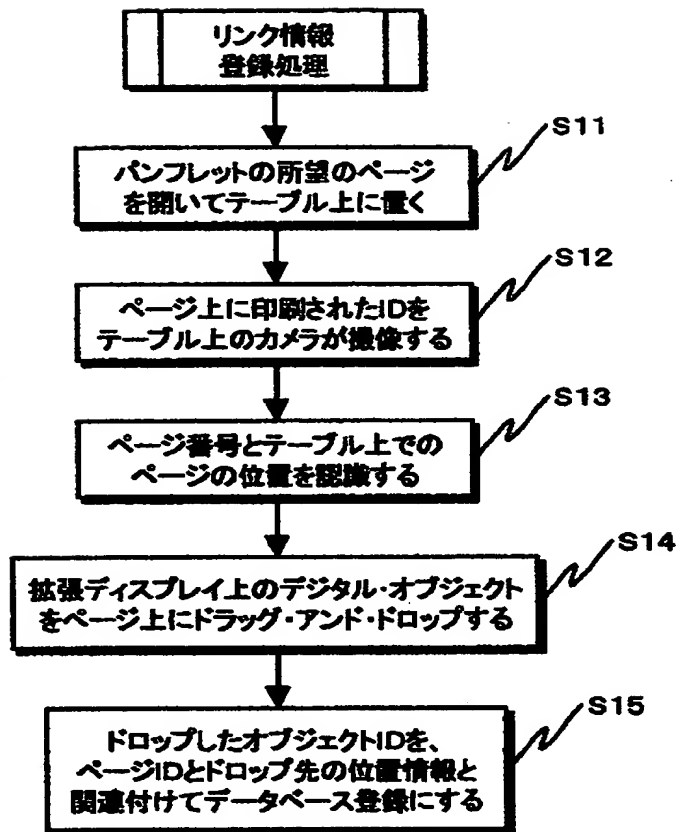 リンク情報
登録処理
S11
パンフレットの所望のページ
を開いてテーブル上に置く
S12
ページ上に印刷されたIDを
テーブル上のカメラが撮像する
S13
ページ番号とテーブル上での
ページの位置を認識する
S14
拡張ディスプレイ上のデジタル・オブジェクト
をページ上にドラッグ・アンド・ドロップする
S15
ドロップしたオブジェクトIDを、
ページIDとドロップ先の位置情報と
関連付けてデータベース登録にする